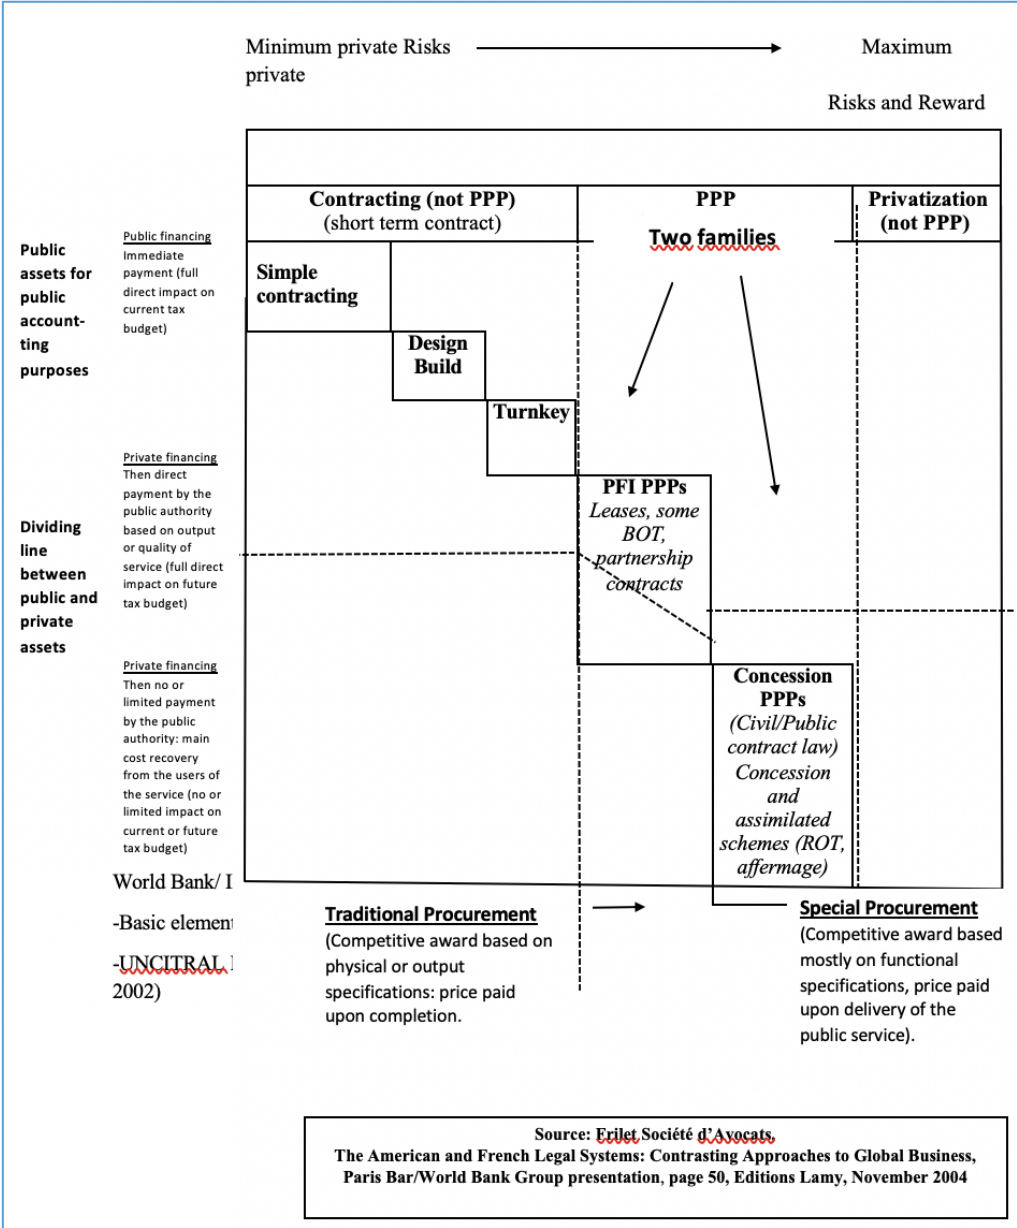 Minimum private Risks
private
Maximum
Risks and Reward
Contracting (not PPP)
(short term contract)
PPP
Two families
Privatization
(not PPP)
Public
assets for
public
account-
ting
purposes
Public financing
Immediate
payment (full
direct impact on
current tax
budget)
Simple
contracting
Design
Build
Turnkey
Dividing
line
between
public and
private
assets
Private financing
Then direct
payment by the
public authority
based on output
or quality of
service (full direct
impact on future
tax budget)
PFI PPPs
Leases, some
BOT,
partnership
contracts
Private financing
Then no or
limited payment
by the public
authority: main
cost recovery
from the users of
the service (no or
limited impact on
current or future
tax budget)
Concession
PPPs
(Civil/Public
contract law)
Concession
and
assimilated
schemes (ROT,
affermage)
World Bank/ I
-Basic element
-UNCITRAL
2002)
Traditional Procurement
(Competitive award based on
physical or output
specifications: price paid
upon completion.
Special Procurement
(Competitive award based
mostly on functional
specifications, price paid
upon delivery of the
public service).
Source: Frilet Société d’Avocats,
The American and French Legal Systems: Contrasting Approaches to Global Business,
Paris Bar/World Bank Group presentation, page 50, Editions Lamy, November 2004